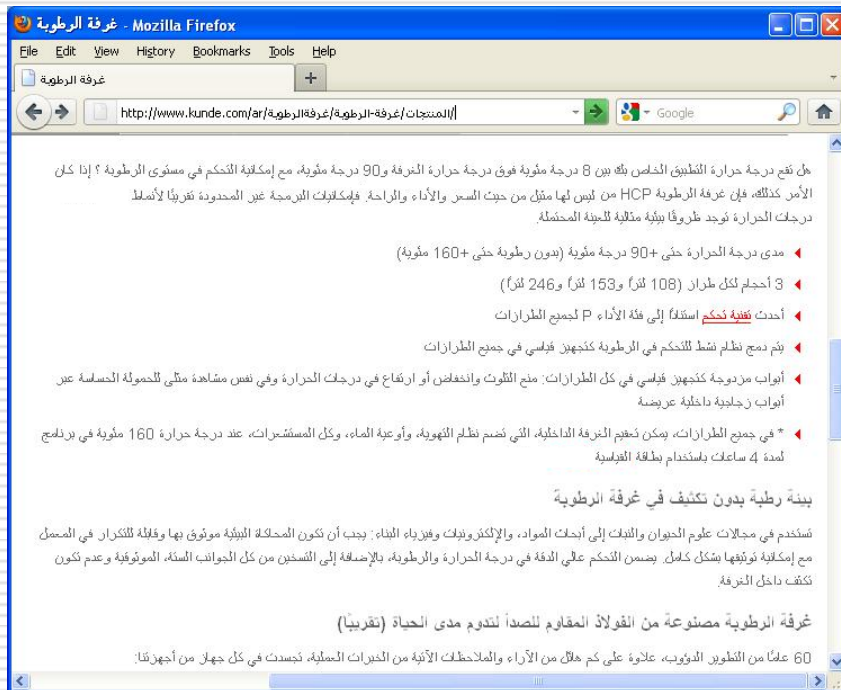 غرفة الرطوبة - Mozilla Firefox
File Edit View History Bookmarks Tools Help
غرفة الرطوبة
http://www.kunde.com/ar/المنتجات/غرفة-الرطوبة/غرفةالرطوبة/
Google
هل تقع درجة حرارة التطبيق الخاص بك بين 8 درجة مئوية فوق درجة حرارة الغرفة و90 درجة مئوية، مع إمكانية التحكم في مستوى الرطوبة ؟ إذا كان
الأمر كذلك، فإن غرفة الرطوبة HCP من ليس لها مثيل من حيث السعر والأداء والراحة. فإمكانيات البرمجة غير المحدودة تقريبًا لأنماط
درجات الحرارة توجد ظروفًا بيئية مثالية للعينة المحتملة.
مدى درجة الحرارة حتى +90 درجة مئوية (بدون رطوبة حتى +160 مئوية)
3 أحجام لكل طراز (108 لترًا و153 لترًا و246 لترًا)
أحدث تقنية تحكم استنادًا إلى فئة الأداء P لجميع الطرازات
يتم دمج نظام نشط للتحكم في الرطوبة كتجهيز قياسي في جميع الطرازات
أبواب مزدوجة كتجهيز قياسي في كل الطرازات: منع التلوث وانخفاض أو ارتفاع في درجات الحرارة وفي نفس مشاهدة مثلى للحمولة الحساسة عبر
أبواب زجاجية داخلية عريضة
* في جميع الطرازات، يمكن تعقيم الغرفة الداخلية، التي تضم نظام التهوية، وأوعية الماء، وكل المستشعرات، عند درجة حرارة 160 مئوية في برنامج
لمدة 4 ساعات باستخدام بطاقة القياسية
بيئة رطبة بدون تكثيف في غرفة الرطوبة
تستخدم في مجالات علوم الحيوان والنبات إلى أبحاث المواد، والإلكترونيات وفيزياء البناء: يجب أن تكون المحاكاة البيئية موثوق بها وقابلة للتكرار في المعمل
مع إمكانية توثيقها بشكل كامل. يضمن التحكم عالي الدقة في درجة الحرارة والرطوبة، بالإضافة إلى التسخين من كل الجوانب الستة، الموثوقية وعدم تكون
تكثف داخل الغرفة.
غرفة الرطوبة مصنوعة من الفولاذ المقاوم للصدأ لتدوم مدى الحياة (تقريبًا)
60 عامًا من التطوير الدؤوب، علاوة على كم هائل من الآراء والملاحظات الآتية من الخبرات العملية، تجسدت في كل جهاز من أجهزتنا: